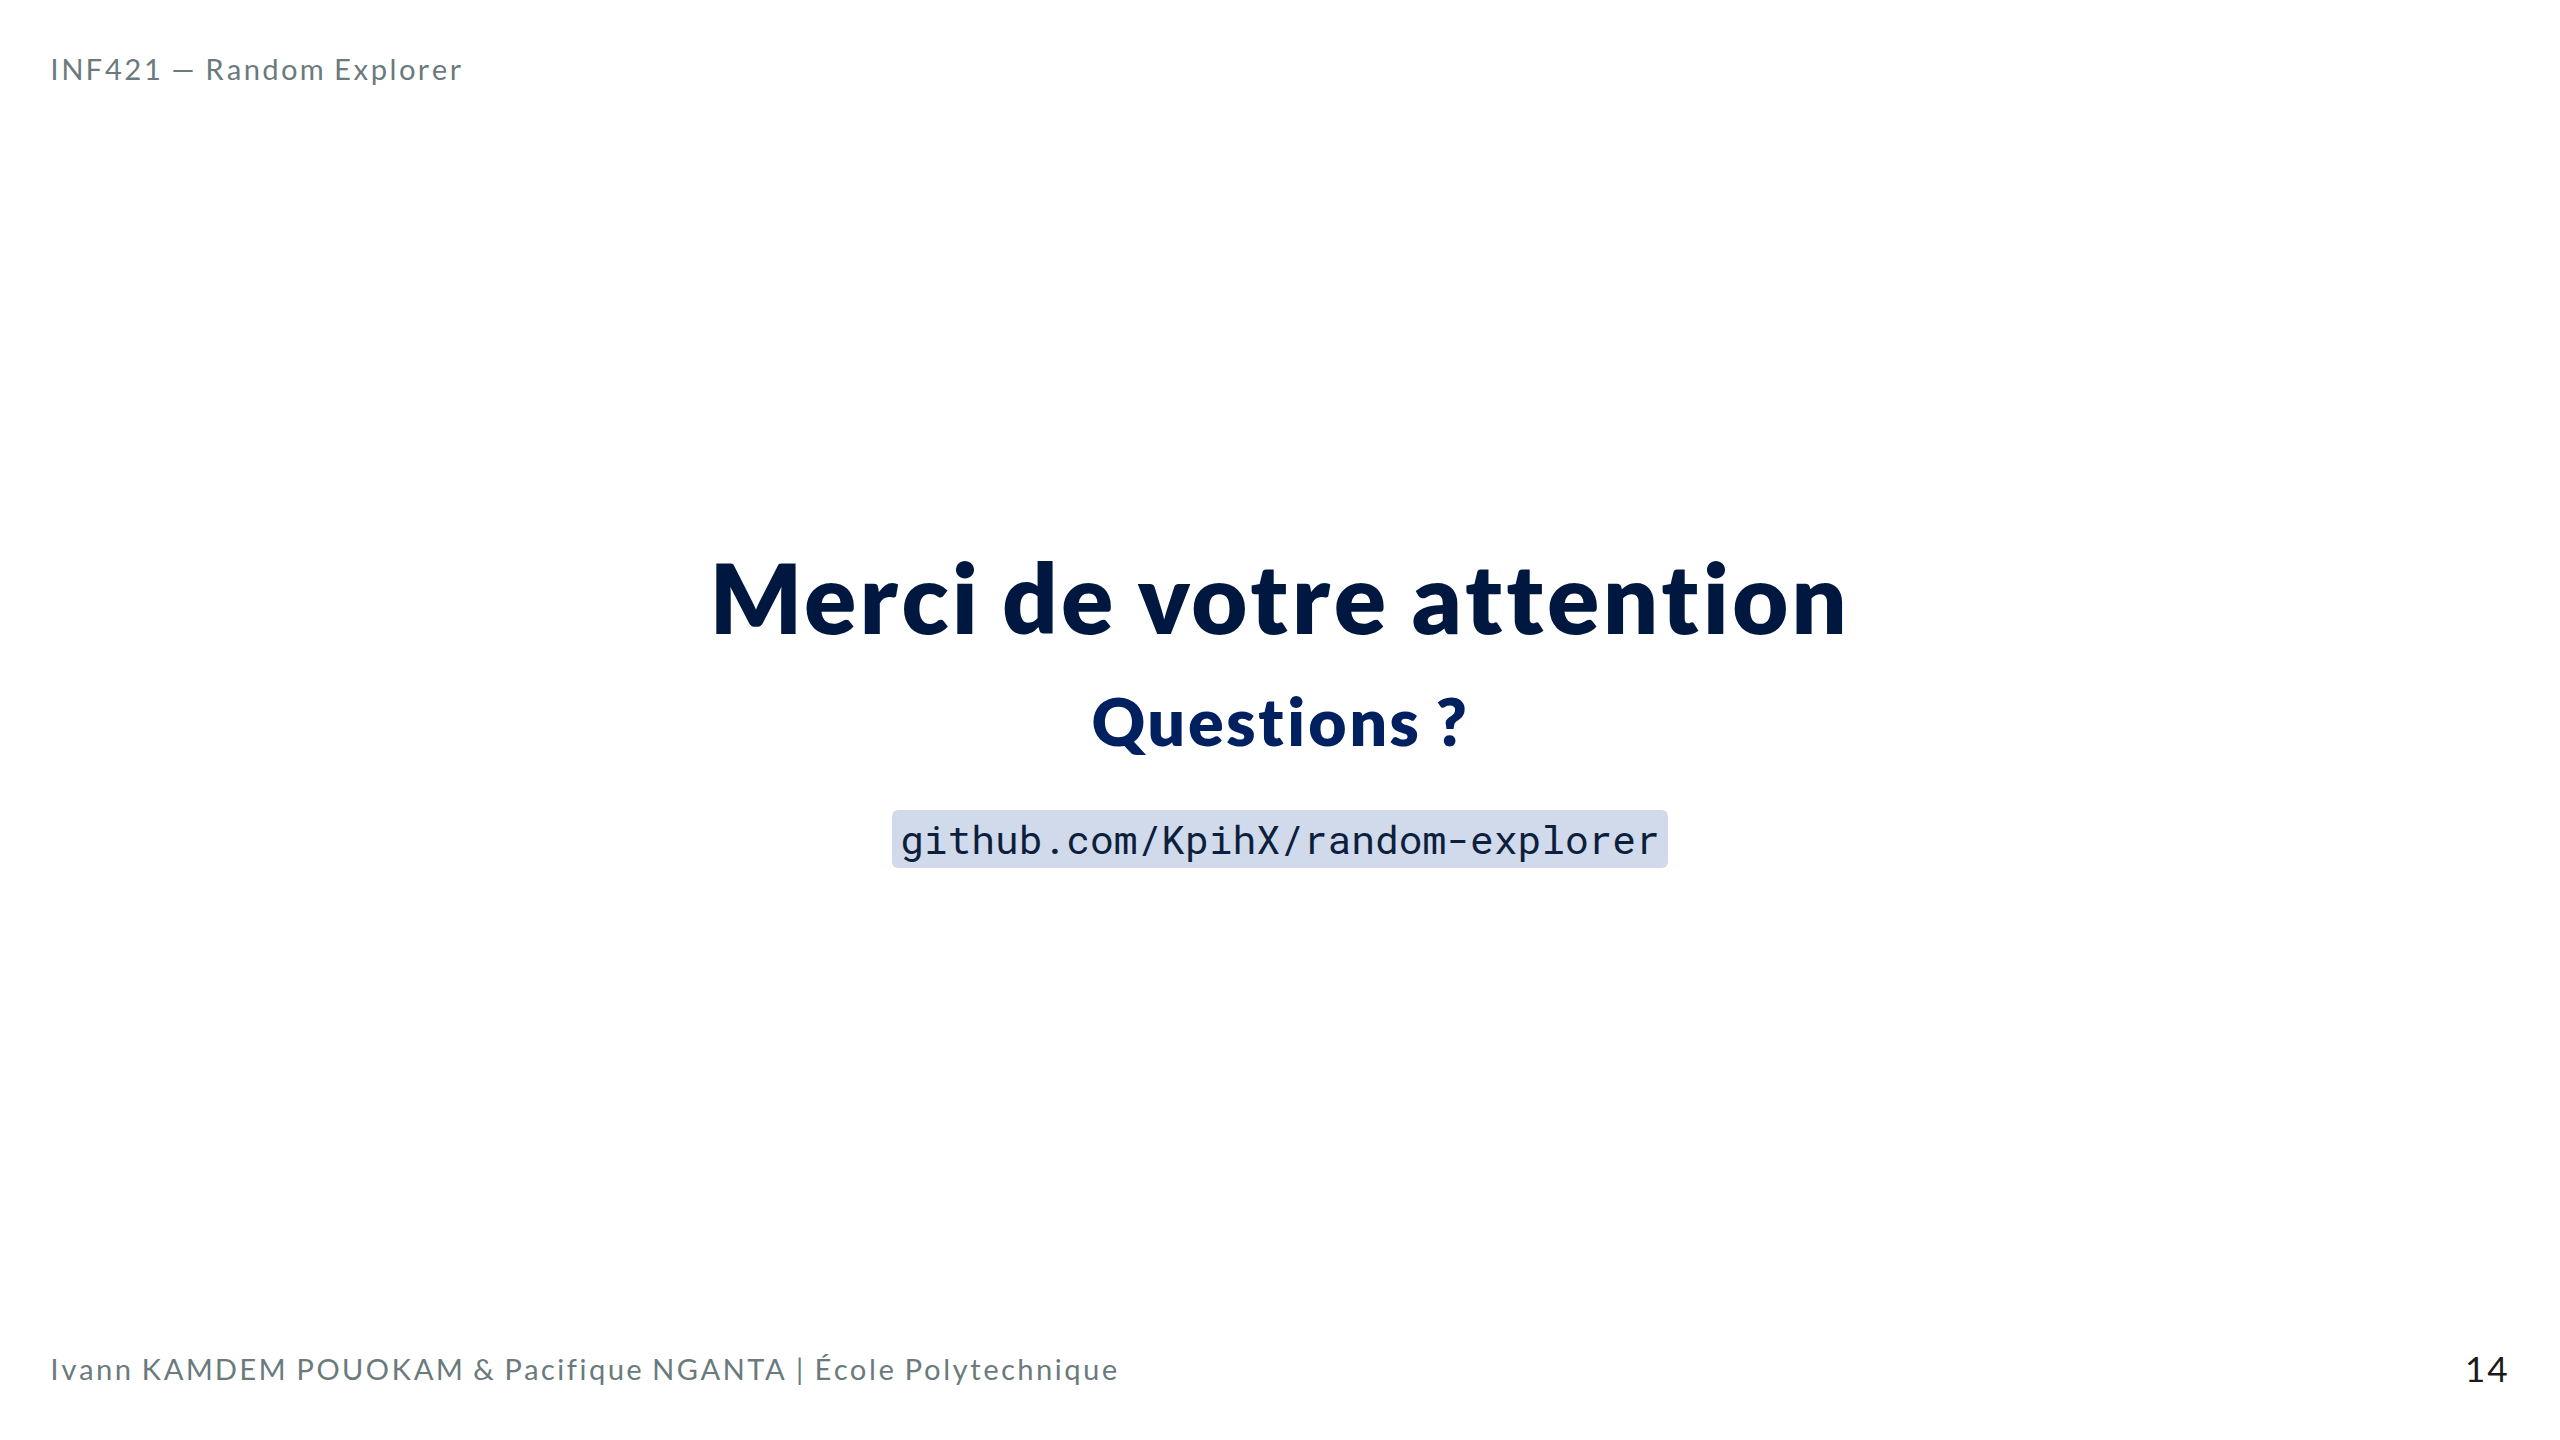 INF421 — Random Explorer
Merci de votre attention
Questions ?
github.com/KpihX/random-explorer
Ivann KAMDEM POUOKAM & Pacifique NGANTA | École Polytechnique
14